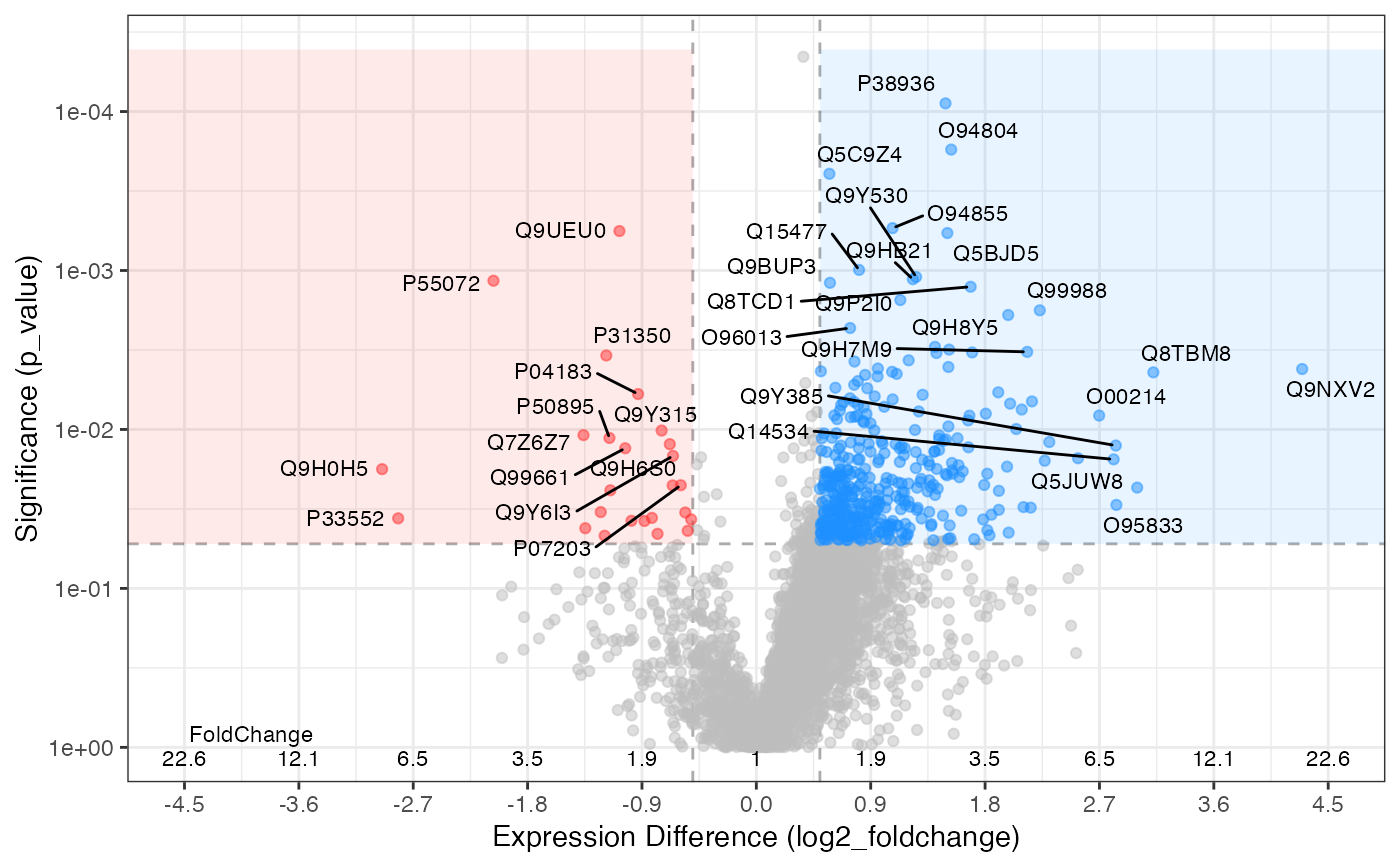 P38936
1e-04
O94804
Q5C9Z4
Q9Y530
O94855
Q9UEU0
Q15477
Q9HB21
Q5BJD5
Q9BUP3
1e-03
P55072
Q99988
Q8TCD1
Q9P2I0
P31350
O96013
Q9H8Y5
Q9H7M9
Q8TBM8
P04183
Q9NXV2
Q9Y385
O00214
P50895
Q9Y315
1e-02
Q14534
Q7Z6Z7
Q9H0H5
Q9H6S0
Q99661
Q5JUW8
Q9Y6I3
P33552
O95833
P07203
1e-01
FoldChange
1e+00
22.6 12.1 6.5 3.5 1.9 1 1.9 3.5 6.5 12.1 22.6
-4.5 -3.6 -2.7 -1.8 -0.9 0.0 0.9 1.8 2.7 3.6 4.5
Expression Difference (log2_foldchange)
Significance (p_value)